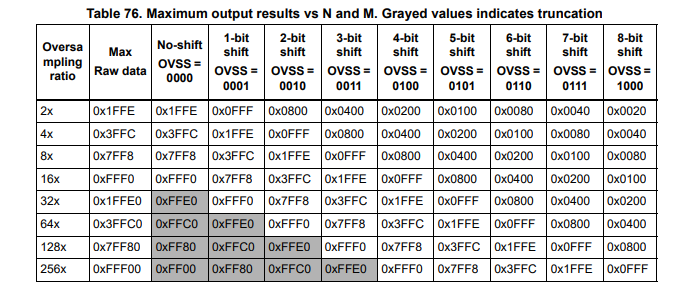 Table 76. Maximum output results vs N and M. Grayed values indicates truncation
Oversa mpling ratio | Max Raw data | No-shift OVSS = 0000 | 1-bit shift OVSS = 0001 | 2-bit shift OVSS = 0010 | 3-bit shift OVSS = 0011 | 4-bit shift OVSS = 0100 | 5-bit shift OVSS = 0101 | 6-bit shift OVSS = 0110 | 7-bit shift OVSS = 0111 | 8-bit shift OVSS = 1000
2x | 0x1FFE | 0x1FFE | 0x0FFF | 0x0800 | 0x0400 | 0x0200 | 0x0100 | 0x0080 | 0x0040 | 0x0020
4x | 0x3FFC | 0x3FFC | 0x1FFE | 0x0FFF | 0x0800 | 0x0400 | 0x0200 | 0x0100 | 0x0080 | 0x0040
8x | 0x7FF8 | 0x7FF8 | 0x3FFC | 0x1FFE | 0x0FFF | 0x0800 | 0x0400 | 0x0200 | 0x0100 | 0x0080
16x | 0xFFF0 | 0xFFF0 | 0x7FF8 | 0x3FFC | 0x1FFE | 0x0FFF | 0x0800 | 0x0400 | 0x0200 | 0x0100
32x | 0x1FFE0 | 0xFFE0 | 0xFFF0 | 0x7FF8 | 0x3FFC | 0x1FFE | 0x0FFF | 0x0800 | 0x0400 | 0x0200
64x | 0x3FFC0 | 0xFFC0 | 0xFFE0 | 0xFFF0 | 0x7FF8 | 0x3FFC | 0x1FFE | 0x0FFF | 0x0800 | 0x0400
128x | 0x7FF80 | 0xFF80 | 0xFFC0 | 0xFFE0 | 0xFFF0 | 0x7FF8 | 0x3FFC | 0x1FFE | 0x0FFF | 0x0800
256x | 0xFFF00 | 0xFF00 | 0xFF80 | 0xFFC0 | 0xFFE0 | 0xFFF0 | 0x7FF8 | 0x3FFC | 0x1FFE | 0x0FFF